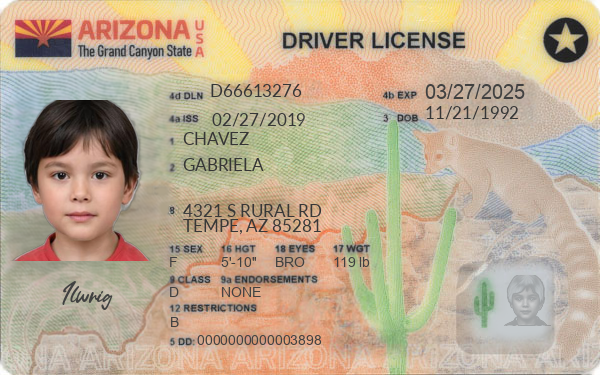 ARIZONA USA
The Grand Canyon State
DRIVER LICENSE
4d DLN D66613276
4b EXP 03/27/2025
4a ISS 02/27/2019
3 DOB 11/21/1992
1 CHAVEZ
2 GABRIELA
8 4321 S RURAL RD
TEMPE, AZ 85281
15 SEX 16 HGT 18 EYES 17 WGT
F 5'-10" BRO 119 lb
9 CLASS 9a ENDORSEMENTS
D NONE
12 RESTRICTIONS
B
5 DD: 0000000000003898
ARIZONA ARIZONA ARIZONA ARIZONA